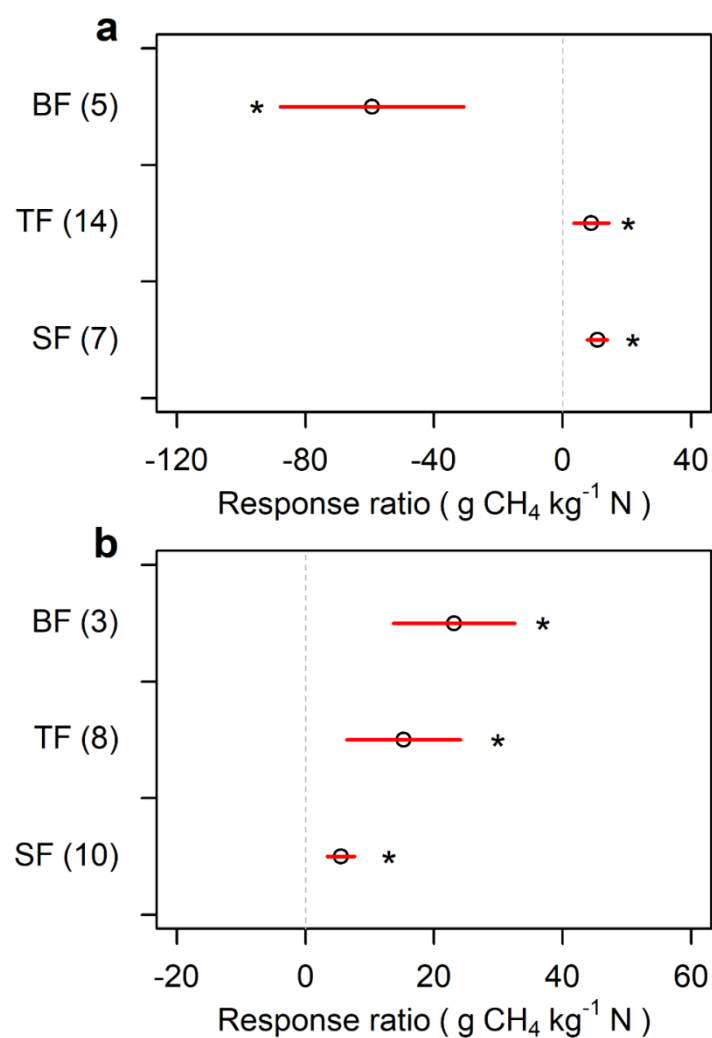 a
BF (5)
*
TF (14)
*
SF (7)
*
-120 -80 -40 0 40
Response ratio ( g CH₄ kg⁻¹ N )
b
BF (3)
*
TF (8)
*
SF (10)
*
-20 0 20 40 60
Response ratio ( g CH₄ kg⁻¹ N )